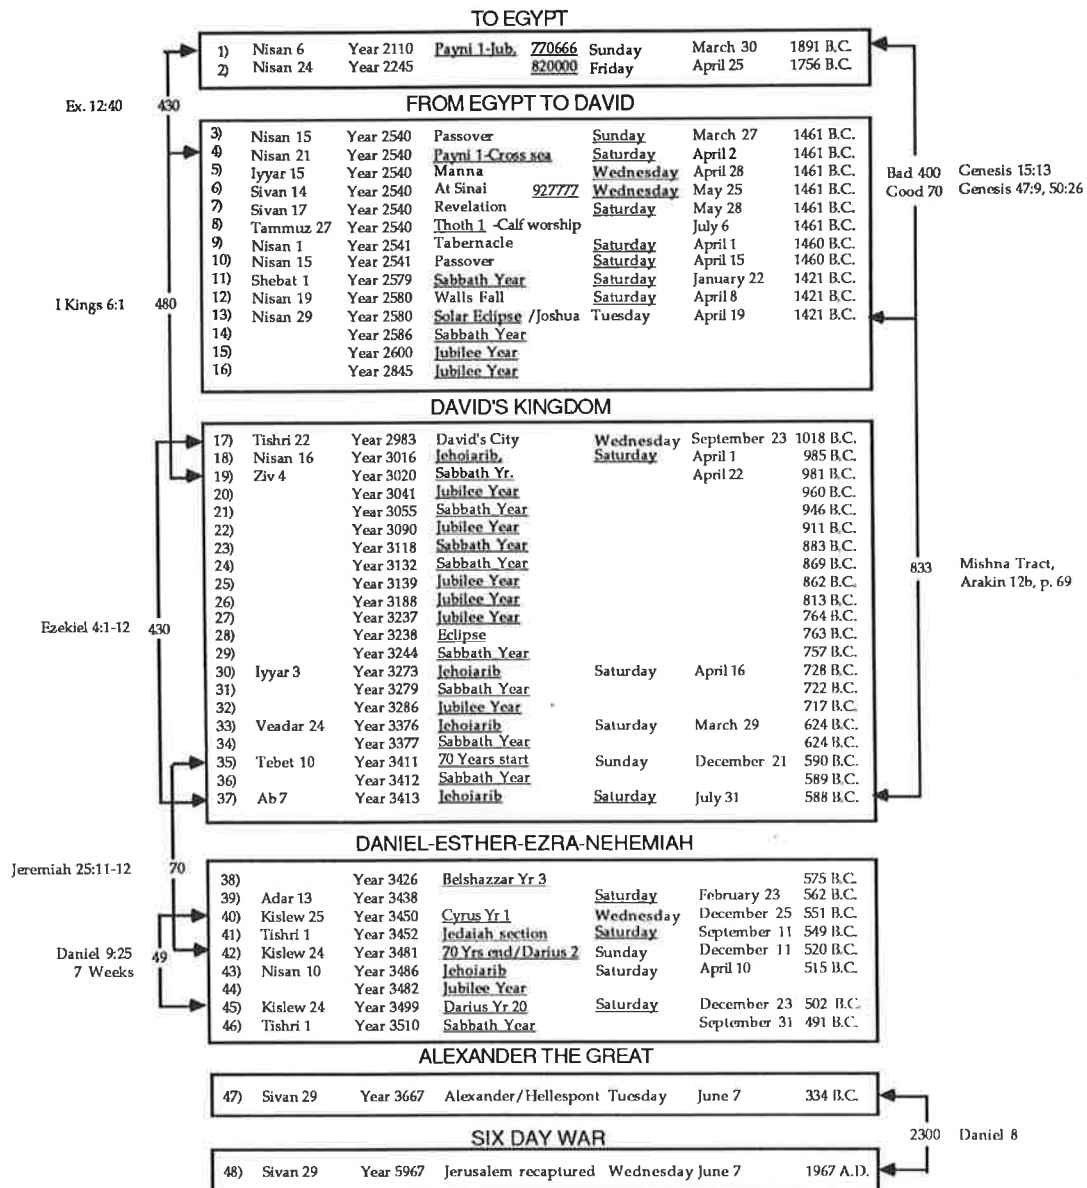 TO EGYPT
1) Nisan 6 Year 2110 Payni 1-Jub. 770666 Sunday March 30 1891 B.C.
2) Nisan 24 Year 2245 820000 Friday April 25 1756 B.C.
Ex. 12:40 430
FROM EGYPT TO DAVID
3) Nisan 15 Year 2540 Passover Sunday March 27 1461 B.C.
4) Nisan 21 Year 2540 Payni 1-Cross sea Saturday April 2 1461 B.C.
5) Iyyar 15 Year 2540 Manna Wednesday April 28 1461 B.C.
Bad 400 Genesis 15:13
6) Sivan 14 Year 2540 At Sinai 927777 Wednesday May 25 1461 B.C.
Good 70 Genesis 47:9, 50:26
7) Sivan 17 Year 2540 Revelation Saturday May 28 1461 B.C.
8) Tammuz 27 Year 2540 Thoth 1 -Calf worship July 6 1461 B.C.
9) Nisan 1 Year 2541 Tabernacle Saturday April 1 1460 B.C.
10) Nisan 15 Year 2541 Passover Saturday April 15 1460 B.C.
11) Shebat 1 Year 2579 Sabbath Year Saturday January 22 1421 B.C.
12) Nisan 19 Year 2580 Walls Fall Saturday April 8 1421 B.C.
I Kings 6:1 480
13) Nisan 29 Year 2580 Solar Eclipse /Joshua Tuesday April 19 1421 B.C.
14) Year 2586 Sabbath Year
15) Year 2600 Jubilee Year
16) Year 2845 Jubilee Year
DAVID'S KINGDOM
17) Tishri 22 Year 2983 David's City Wednesday September 23 1018 B.C.
18) Nisan 16 Year 3016 Jehoiarib, Saturday April 1 985 B.C.
19) Ziv 4 Year 3020 Sabbath Yr. April 22 981 B.C.
20) Year 3041 Jubilee Year 960 B.C.
21) Year 3055 Sabbath Year 946 B.C.
22) Year 3090 Jubilee Year 911 B.C.
23) Year 3118 Sabbath Year 883 B.C.
24) Year 3132 Sabbath Year 869 B.C.
833 Mishna Tract,
25) Year 3139 Jubilee Year 862 B.C.
Arakin 12b, p. 69
26) Year 3188 Jubilee Year 813 B.C.
27) Year 3237 Jubilee Year 764 B.C.
Ezekiel 4:1-12 430
28) Year 3238 Eclipse 763 B.C.
29) Year 3244 Sabbath Year 757 B.C.
30) Iyyar 3 Year 3273 Jehoiarib Saturday April 16 728 B.C.
31) Year 3279 Sabbath Year 722 B.C.
32) Year 3286 Jubilee Year 717 B.C.
33) Veadar 24 Year 3376 Jehoiarib Saturday March 29 624 B.C.
34) Year 3377 Sabbath Year 624 B.C.
35) Tebet 10 Year 3411 70 Years start Sunday December 21 590 B.C.
36) Year 3412 Sabbath Year 589 B.C.
37) Ab 7 Year 3413 Jehoiarib Saturday July 31 588 B.C.
DANIEL-ESTHER-EZRA-NEHEMIAH
Jeremiah 25:11-12 70
38) Year 3426 Belshazzar Yr 3 575 B.C.
39) Adar 13 Year 3438 Saturday February 23 562 B.C.
40) Kislew 25 Year 3450 Cyrus Yr 1 Wednesday December 25 551 B.C.
41) Tishri 1 Year 3452 Jedaiah section Saturday September 11 549 B.C.
Daniel 9:25 49
42) Kislew 24 Year 3481 70 Yrs end/Darius 2 Sunday December 11 520 B.C.
7 Weeks
43) Nisan 10 Year 3486 Jehoiarib Saturday April 10 515 B.C.
44) Year 3482 Jubilee Year
45) Kislew 24 Year 3499 Darius Yr 20 Saturday December 23 502 B.C.
46) Tishri 1 Year 3510 Sabbath Year September 31 491 B.C.
ALEXANDER THE GREAT
47) Sivan 29 Year 3667 Alexander/Hellespont Tuesday June 7 334 B.C.
SIX DAY WAR
2300 Daniel 8
48) Sivan 29 Year 5967 Jerusalem recaptured Wednesday June 7 1967 A.D.